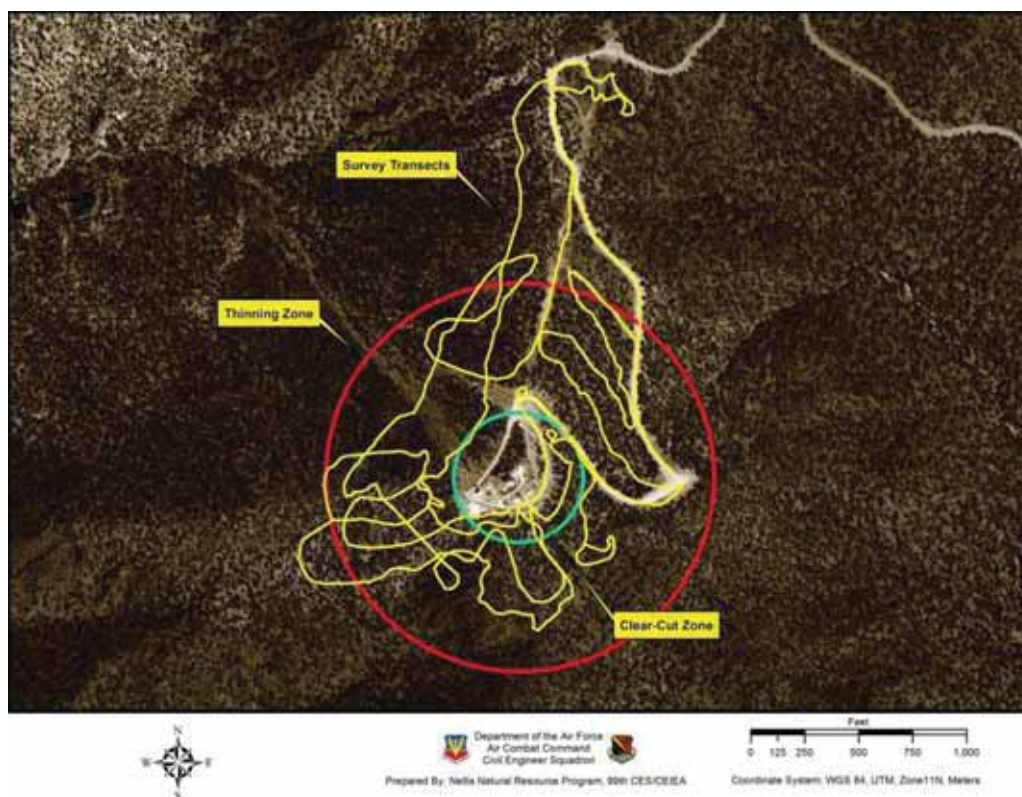 Survey Transects
Thinning Zone
Clear-Cut Zone
N
W E
S
Department of the Air Force
Air Combat Command
Civil Engineer Squadron
Prepared By: Nellis Natural Resource Program, 99th CES/CEIEA
Feet
0 125 250 500 750 1,000
Coordinate System: WGS 84, UTM, Zone11N, Meters